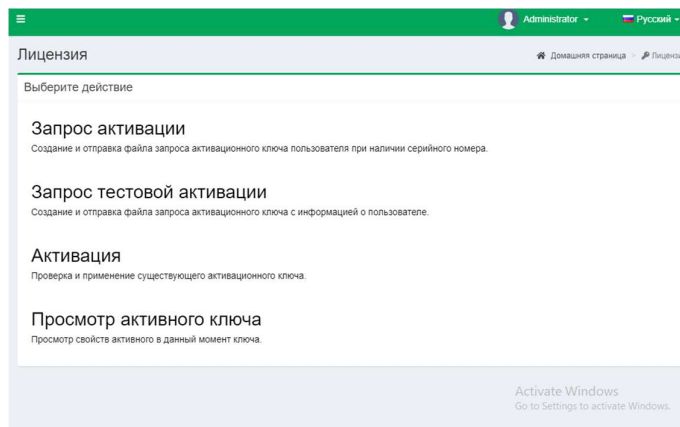 Administrator
Русский
Лицензия
Домашняя страница > 
Выберите действие
Запрос активации
Создание и отправка файла запроса активационного ключа пользователя при наличии серийного номера.
Запрос тестовой активации
Создание и отправка файла запроса активационного ключа с информацией о пользователе.
Активация
Проверка и применение существующего активационного ключа.
Просмотр активного ключа
Просмотр свойств активного в данный момент ключа.
Activate Windows
Go to Settings to activate Windows.